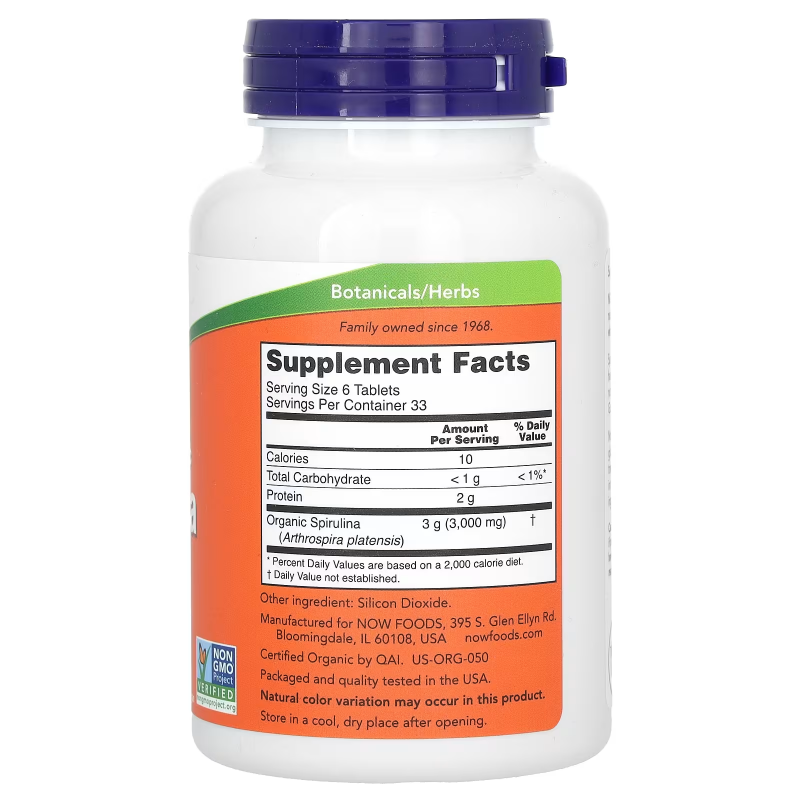 Botanicals/Herbs
Family owned since 1968.
Supplement Facts
Serving Size 6 Tablets
Servings Per Container 33
Amount Per Serving % Daily Value
Calories 10
Total Carbohydrate < 1 g < 1%*
Protein 2 g
Organic Spirulina 3 g (3,000 mg) †
(Arthrospira platensis)
* Percent Daily Values are based on a 2,000 calorie diet.
† Daily Value not established.
Other ingredient: Silicon Dioxide.
Manufactured for NOW FOODS, 395 S. Glen Ellyn Rd.
Bloomingdale, IL 60108, USA nowfoods.com
Certified Organic by QAI. US-ORG-050
Packaged and quality tested in the USA.
Natural color variation may occur in this product.
Store in a cool, dry place after opening.
NON
GMO
Project
VERIFIED
nongmoproject.org